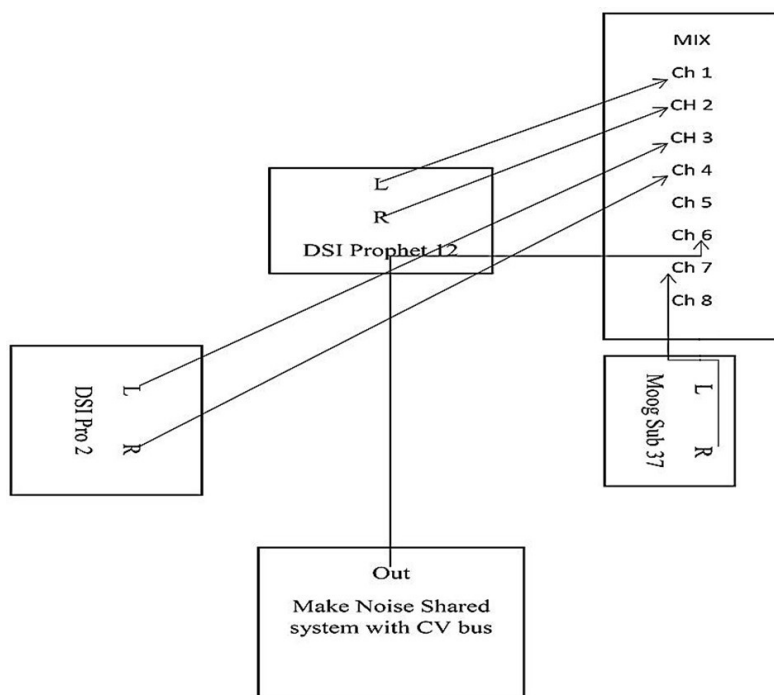 MIX
Ch 1
CH 2
CH 3
Ch 4
Ch 5
Ch 6
Ch 7
Ch 8
L
R
DSI Prophet 12
L
R
DSI Pro 2
L
R
Moog Sub 37
Out
Make Noise Shared
system with CV bus